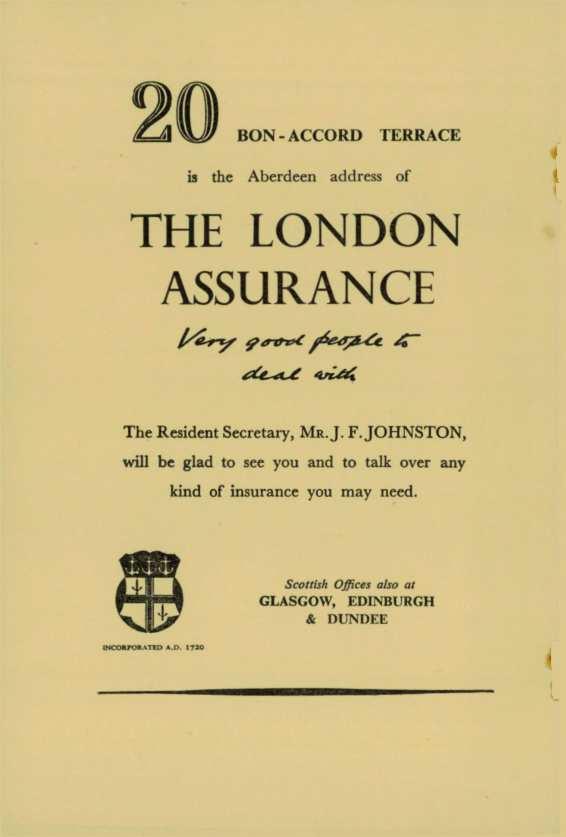 20 BON-ACCORD TERRACE
is the Aberdeen address of
THE LONDON
ASSURANCE
Very good people to
deal with
The Resident Secretary, MR. J. F. JOHNSTON,
will be glad to see you and to talk over any
kind of insurance you may need.
Scottish Offices also at
GLASGOW, EDINBURGH
& DUNDEE
INCORPORATED A.D. 1720